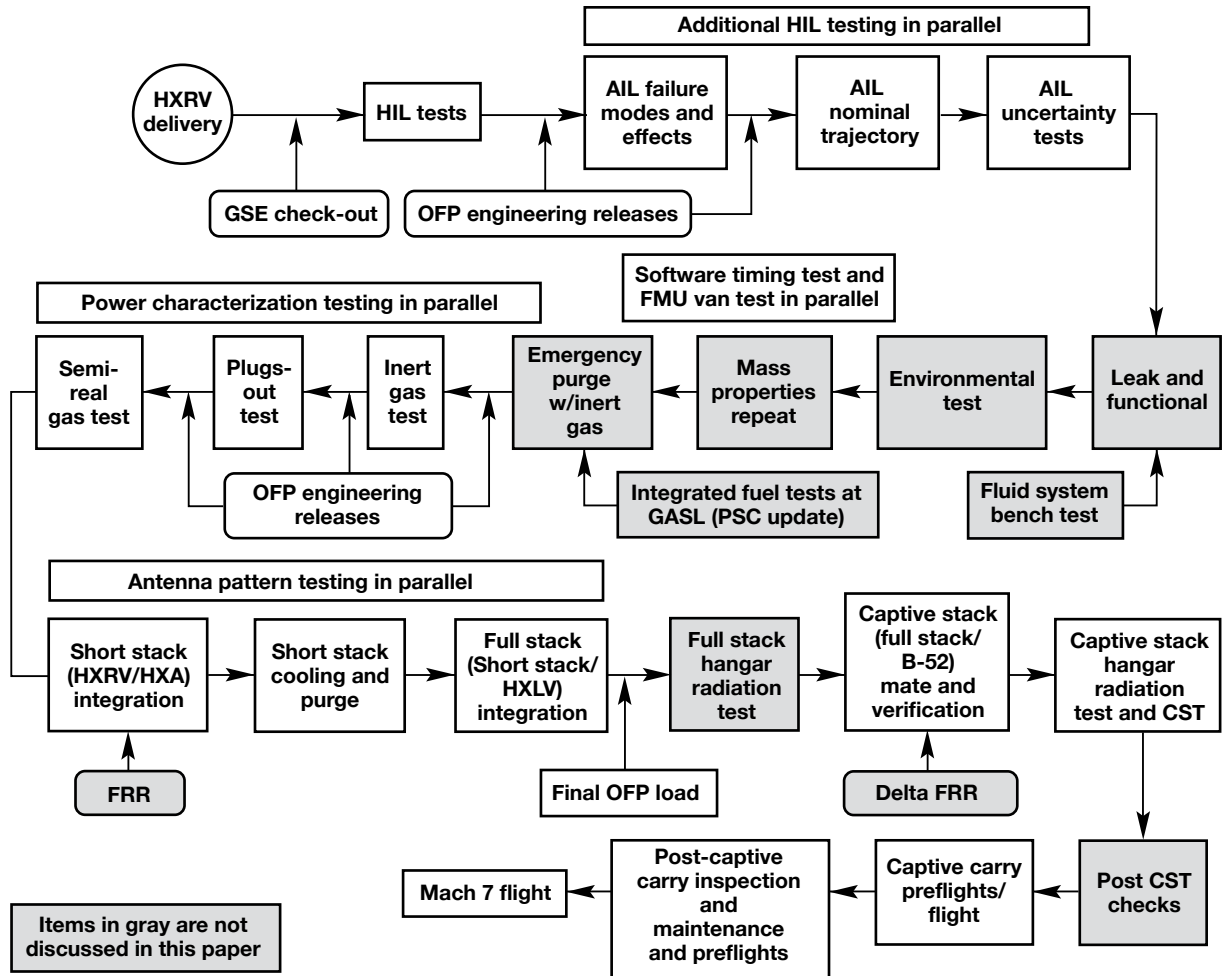 Additional HIL testing in parallel
HXRV
delivery
HIL tests
AIL failure
modes and
effects
AIL
nominal
trajectory
AIL
uncertainty
tests
GSE check-out
OFP engineering releases
Software timing test and
FMU van test in parallel
Power characterization testing in parallel
Semi-
real
gas test
Plugs-
out
test
Inert
gas
test
Emergency
purge
w/inert
gas
Mass
properties
repeat
Environmental
test
Leak and
functional
OFP engineering
releases
Integrated fuel tests at
GASL (PSC update)
Fluid system
bench test
Antenna pattern testing in parallel
Short stack
(HXRV/HXA)
integration
Short stack
cooling and
purge
Full stack
(Short stack/
HXLV)
integration
Full stack
hangar
radiation
test
Captive stack
(full stack/
B-52)
mate and
verification
Captive stack
hangar
radiation
test and CST
FRR
Final OFP load
Delta FRR
Mach 7 flight
Post-captive
carry inspection
and
maintenance
and preflights
Captive carry
preflights/
flight
Post CST
checks
Items in gray are not
discussed in this paper